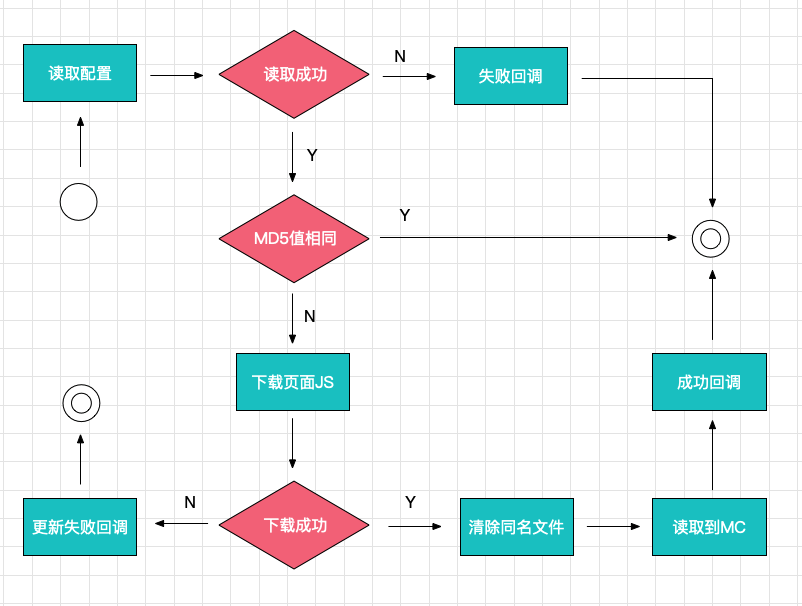 读取配置
读取成功
N
失败回调
Y
MD5值相同
Y
N
下载页面JS
成功回调
更新失败回调
N
下载成功
Y
清除同名文件
读取到MC